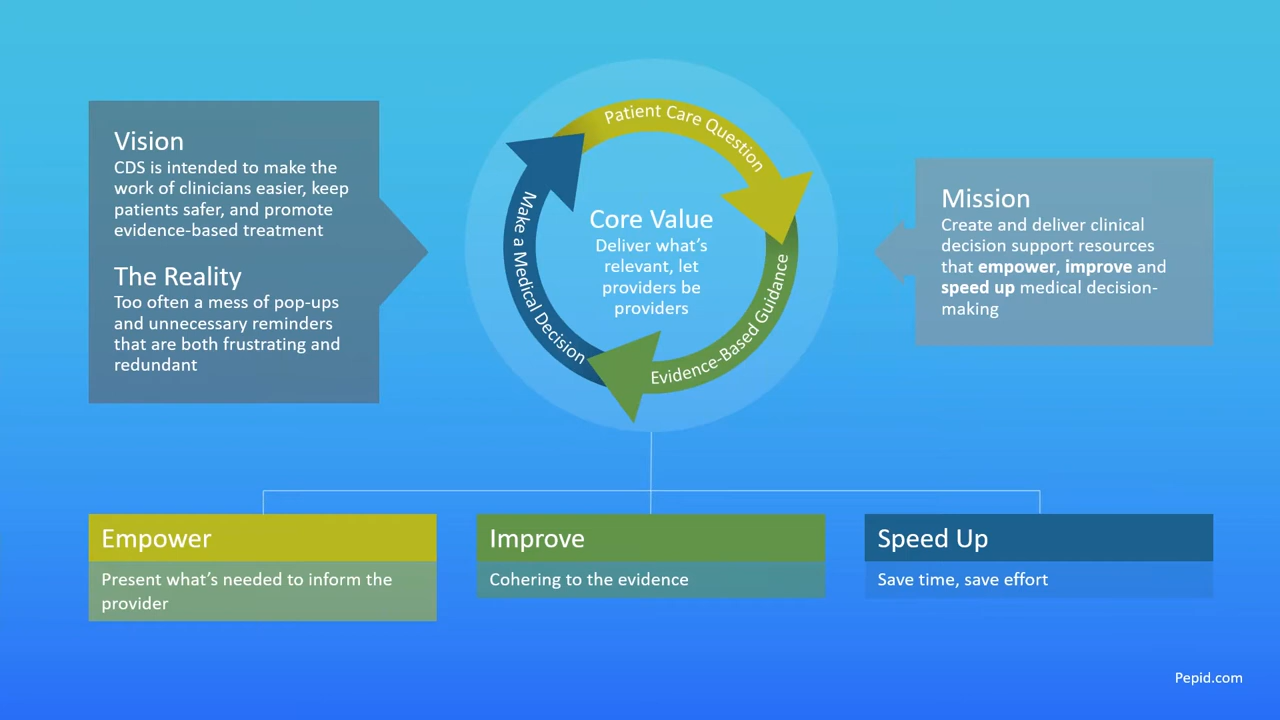 Vision
CDS is intended to make the
work of clinicians easier, keep
patients safer, and promote
evidence-based treatment
The Reality
Too often a mess of pop-ups
and unnecessary reminders
that are both frustrating and
redundant
Patient Care Question
Evidence-Based Guidance
Make a Medical Decision
Core Value
Deliver what’s
relevant, let
providers be
providers
Mission
Create and deliver clinical
decision support resources
that empower, improve and
speed up medical decision-
making
Empower
Present what’s needed to inform the
provider
Improve
Cohering to the evidence
Speed Up
Save time, save effort
Pepid.com